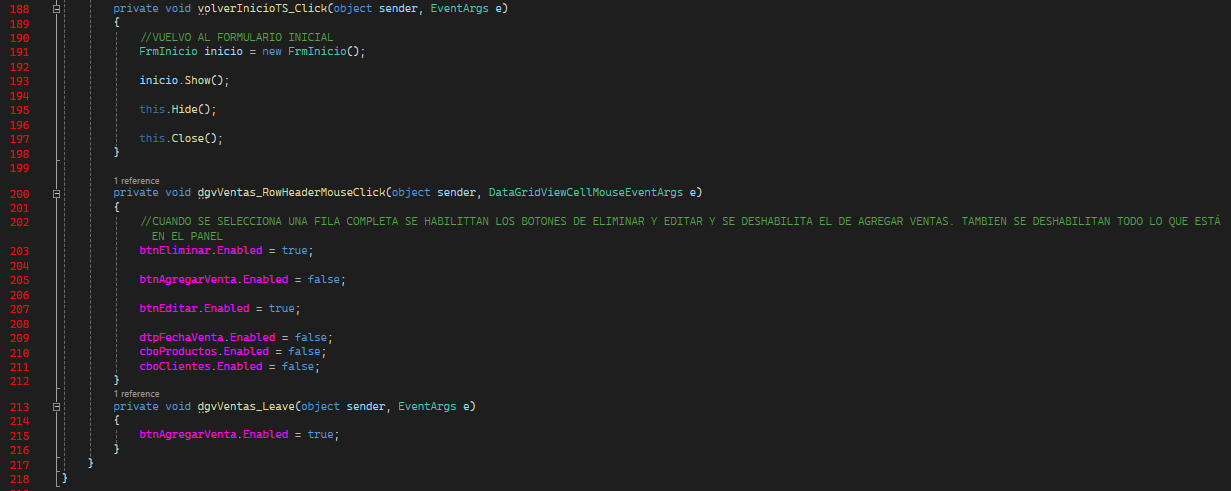 188 private void volverInicioTS_Click(object sender, EventArgs e)
189 {
190 //VUELVO AL FORMULARIO INICIAL
191 FrmInicio inicio = new FrmInicio();
192
193 inicio.Show();
194
195 this.Hide();
196
197 this.Close();
198 }
199
1 reference
200 private void dgvVentas_RowHeaderMouseClick(object sender, DataGridViewCellMouseEventArgs e)
201 {
202 //CUANDO SE SELECCIONA UNA FILA COMPLETA SE HABILITTAN LOS BOTONES DE ELIMINAR Y EDITAR Y SE DESHABILITA EL DE AGREGAR VENTAS. TAMBIEN SE DESHABILITAN TODO LO QUE ESTÁ
EN EL PANEL
203 btnEliminar.Enabled = true;
204
205 btnAgregarVenta.Enabled = false;
206
207 btnEditar.Enabled = true;
208
209 dtpFechaVenta.Enabled = false;
210 cboProductos.Enabled = false;
211 cboClientes.Enabled = false;
212 }
1 reference
213 private void dgvVentas_Leave(object sender, EventArgs e)
214 {
215 btnAgregarVenta.Enabled = true;
216 }
217 }
218 }